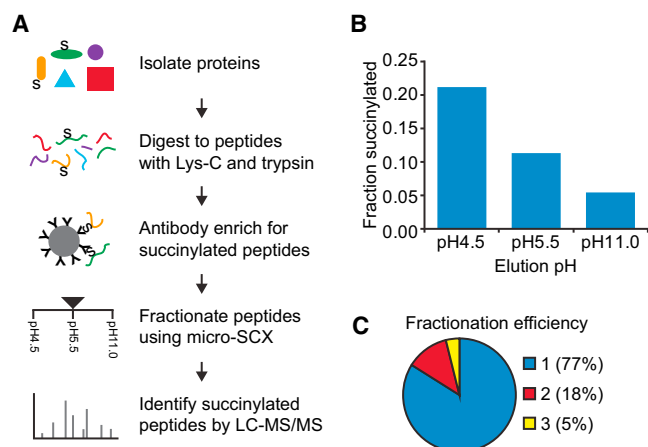 A
S
S
Isolate proteins
S
S
Digest to peptides
with Lys-C and trypsin
S
S
Antibody enrich for
succinylated peptides
pH4.5
pH5.5
pH11.0
Fractionate peptides
using micro-SCX
Identify succinylated
peptides by LC-MS/MS
B
Fraction succinylated
0.25
0.20
0.15
0.10
0.05
0.00
pH4.5 pH5.5 pH11.0
Elution pH
C Fractionation efficiency
1 (77%)
2 (18%)
3 (5%)